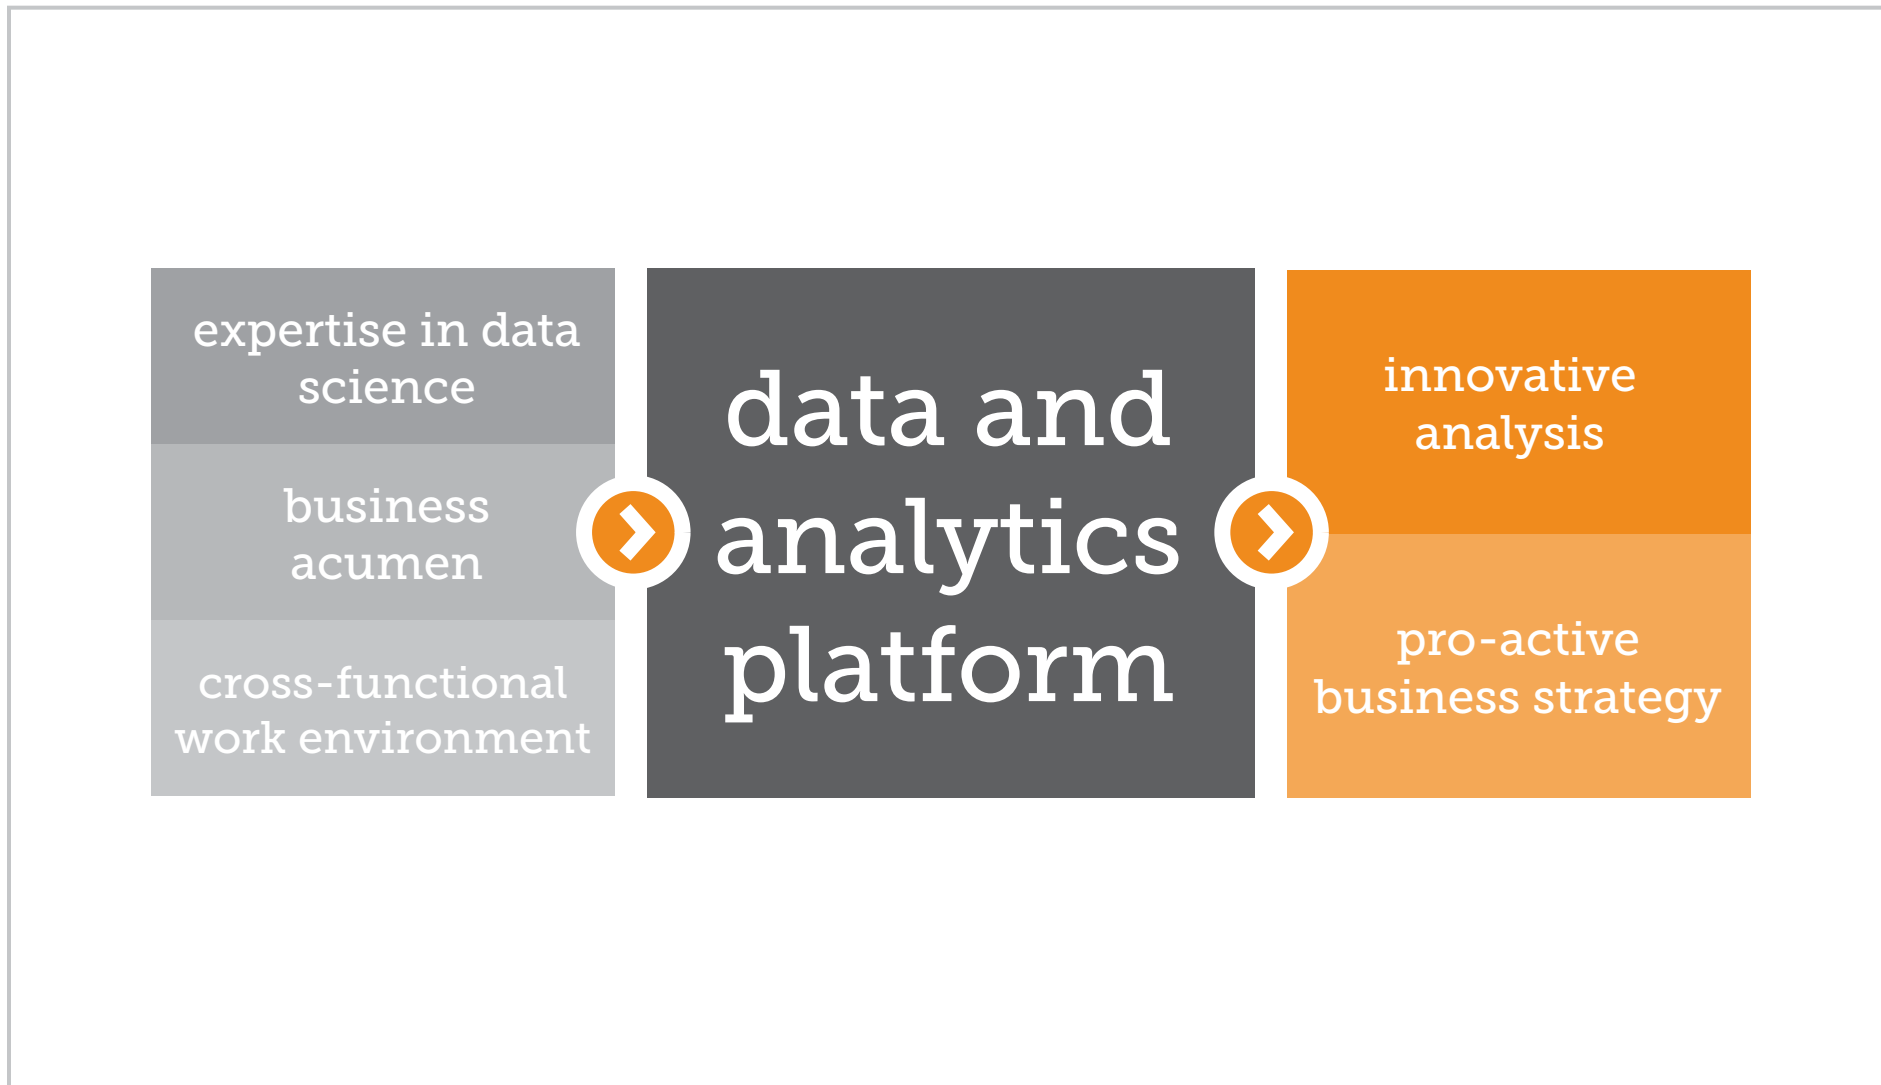 expertise in data
science
business
acumen
cross-functional
work environment
data and
analytics
platform
innovative
analysis
pro-active
business strategy